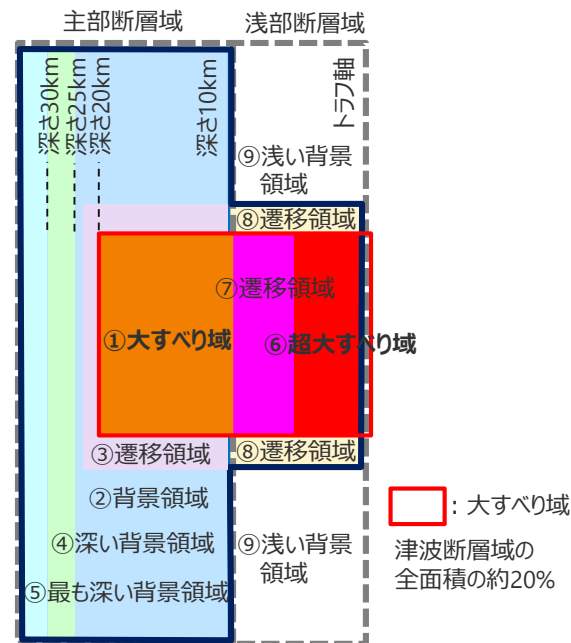 主部断層域
浅部断層域
深さ30km
深さ25km
深さ20km
深さ10km
トラフ軸
⑨浅い背景
領域
⑧遷移領域
⑦遷移領域
①大すべり域
⑥超大すべり域
③遷移領域
⑧遷移領域
②背景領域
④深い背景領域
⑤最も深い背景領域
⑨浅い背景
領域
：大すべり域
津波断層域の
全面積の約20%